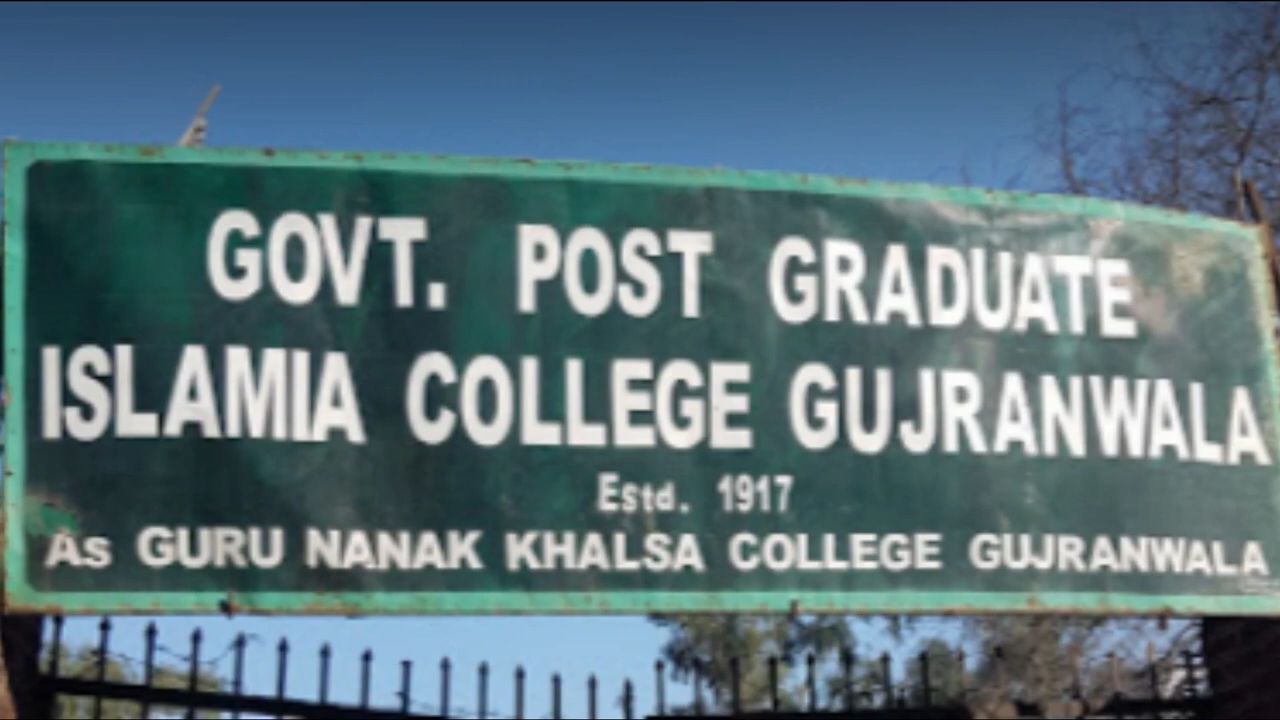 GOVT. POST GRADUATE
ISLAMIA COLLEGE GUJRANWALA
Estd. 1917
As GURU NANAK KHALSA COLLEGE GUJRANWALA